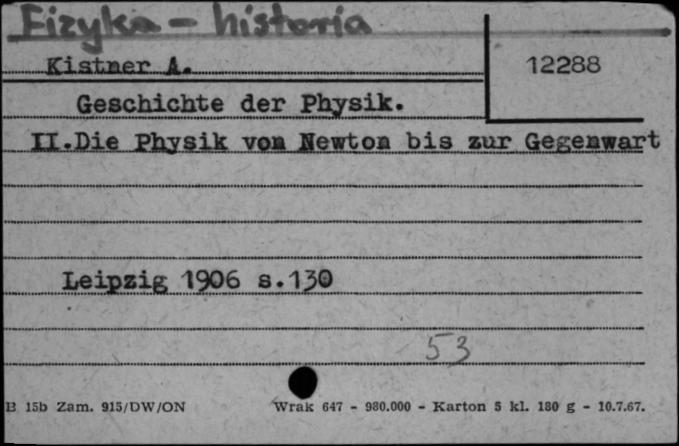 Fizyka - historia
Kistner A.
12288
Geschichte der Physik.
II.Die Physik von Newton bis zur Gegenwart
Leipzig 1906 s.130
53
B 15b Zam. 915/DW/ON
Wrak 647 - 980.000 - Karton 5 kl. 180 g - 10.7.67.